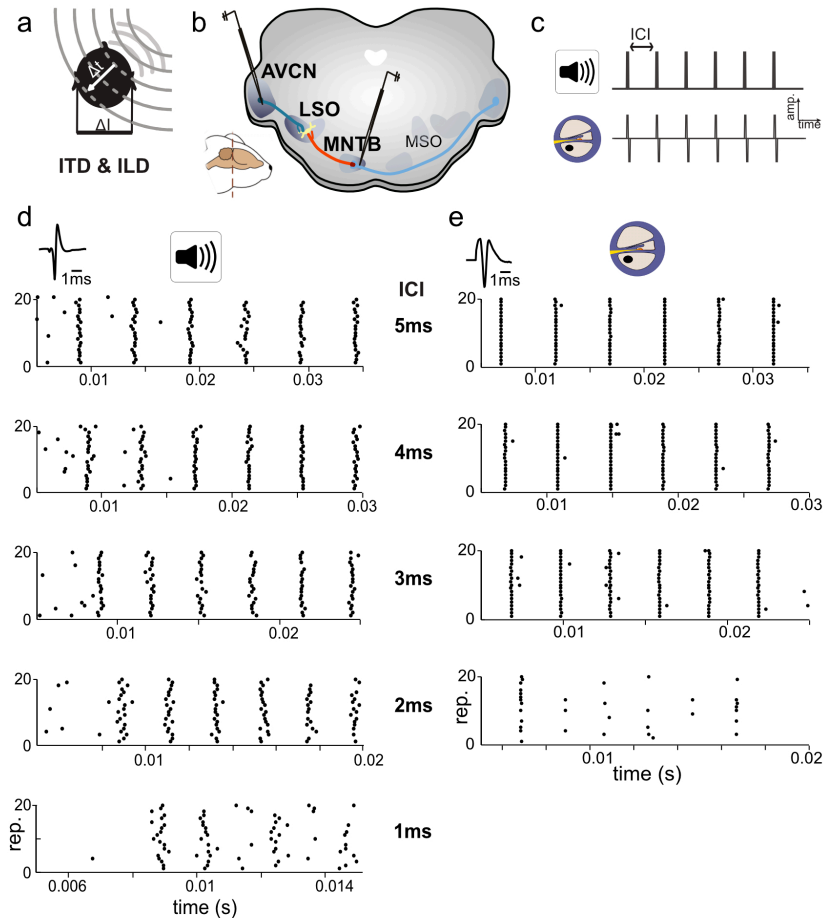 a
Δt
Δl
ITD & ILD
b
AVCN
LSO
MNTB
MSO
c
ICI
amp.
time
d
1ms
ICI
e
1ms
20
0
0.01
0.02
0.03
5ms
20
0
0.01
0.02
0.03
20
0
0.01
0.02
0.03
4ms
20
0
0.01
0.02
0.03
20
0
0.01
0.02
3ms
20
0
0.01
0.02
20
0
0.01
0.02
2ms
rep.
20
0
0.01
0.02
time (s)
rep.
20
0
0.006
0.01
0.014
time (s)
1ms